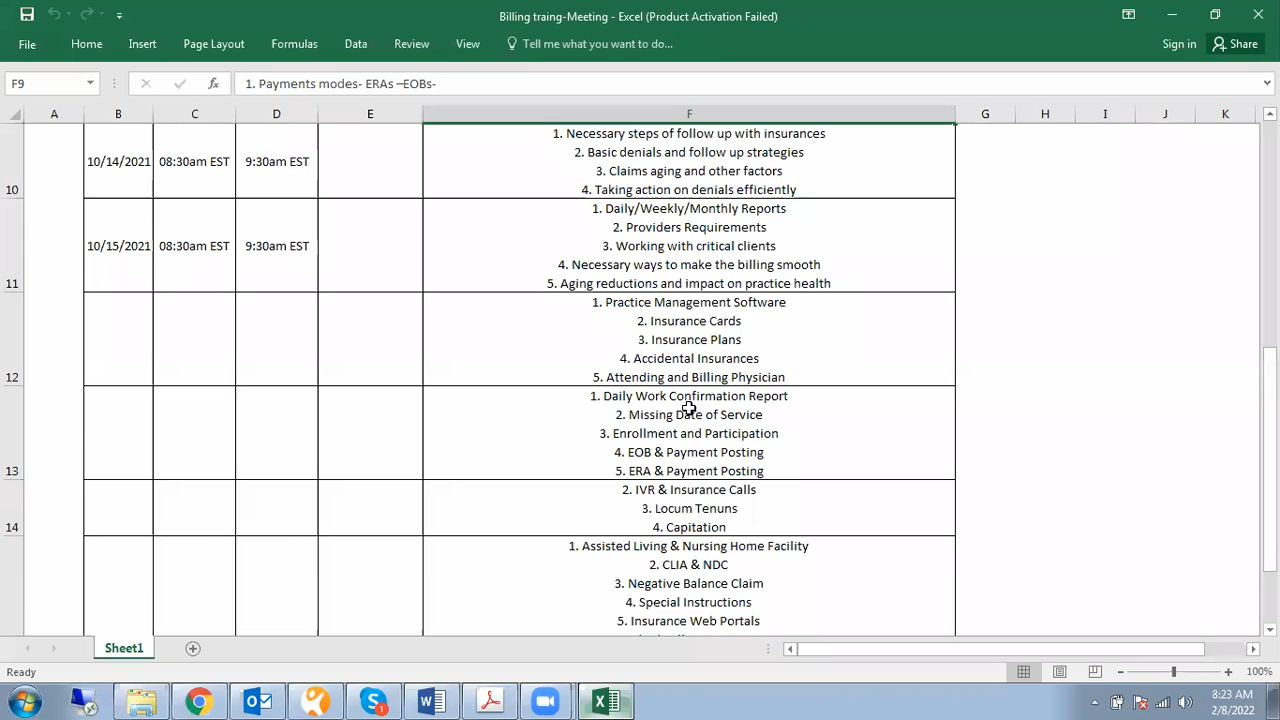 Billing traing-Meeting - Excel (Product Activation Failed)
File Home Insert Page Layout Formulas Data Review View Tell me what you want to do... Sign in Share
F9 fx 1. Payments modes- ERAs –EOBs-
A B C D E F G H I J K
1. Necessary steps of follow up with insurances
2. Basic denials and follow up strategies
3. Claims aging and other factors
4. Taking action on denials efficiently
10 10/14/2021 08:30am EST 9:30am EST
1. Daily/Weekly/Monthly Reports
2. Providers Requirements
3. Working with critical clients
4. Necessary ways to make the billing smooth
5. Aging reductions and impact on practice health
11 10/15/2021 08:30am EST 9:30am EST
1. Practice Management Software
2. Insurance Cards
3. Insurance Plans
4. Accidental Insurances
5. Attending and Billing Physician
12
1. Daily Work Confirmation Report
2. Missing Date of Service
3. Enrollment and Participation
4. EOB & Payment Posting
5. ERA & Payment Posting
13
2. IVR & Insurance Calls
3. Locum Tenuns
4. Capitation
14
1. Assisted Living & Nursing Home Facility
2. CLIA & NDC
3. Negative Balance Claim
4. Special Instructions
5. Insurance Web Portals
Sheet1
Ready 100%
8:23 AM
2/8/2022